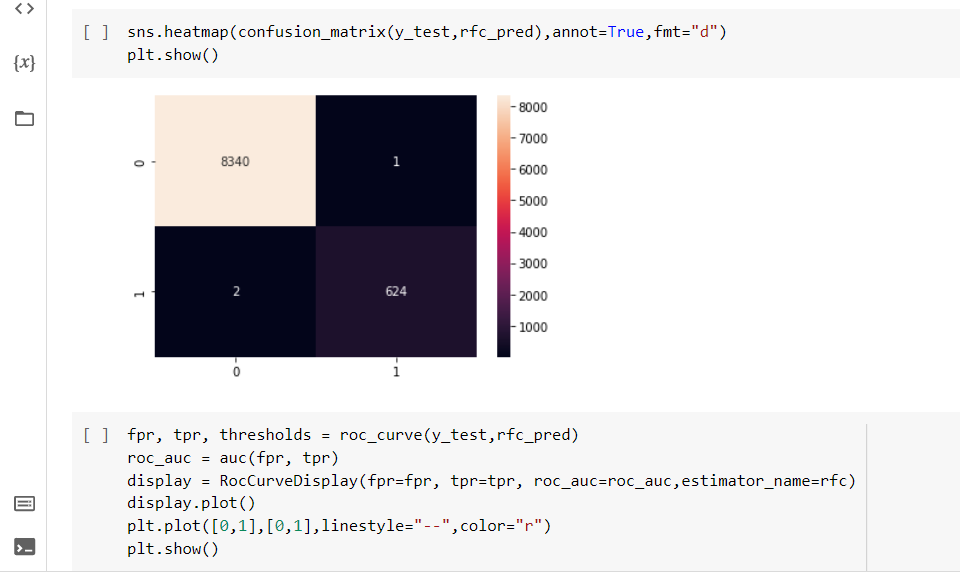 [ ] sns.heatmap(confusion_matrix(y_test,rfc_pred),annot=True,fmt="d")
plt.show()
{x}
8340 1
2 624
0
1
0 1
8000
7000
6000
5000
4000
3000
2000
1000
[ ] fpr, tpr, thresholds = roc_curve(y_test,rfc_pred)
roc_auc = auc(fpr, tpr)
display = RocCurveDisplay(fpr=fpr, tpr=tpr, roc_auc=roc_auc,estimator_name=rfc)
display.plot()
plt.plot([0,1],[0,1],linestyle="--",color="r")
plt.show()